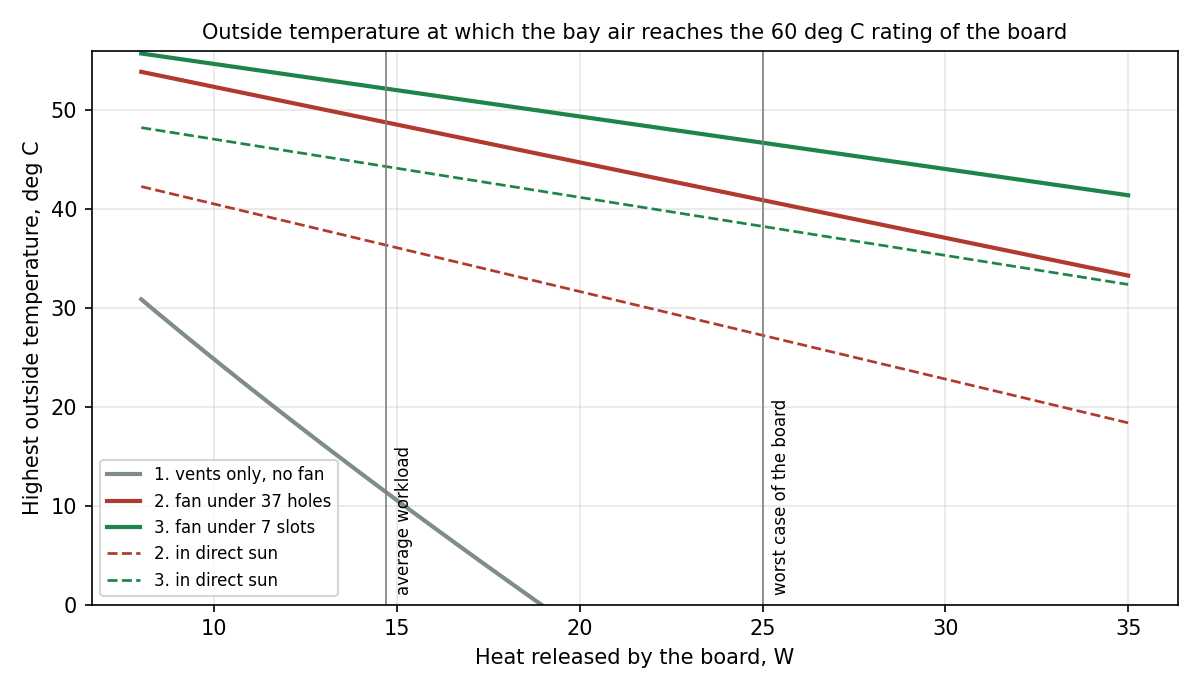 Outside temperature at which the bay air reaches the 60 deg C rating of the board
Highest outside temperature, deg C
50
40
30
20
10
0
1. vents only, no fan
2. fan under 37 holes
3. fan under 7 slots
2. in direct sun
3. in direct sun
average workload
worst case of the board
10
15
20
25
30
35
Heat released by the board, W